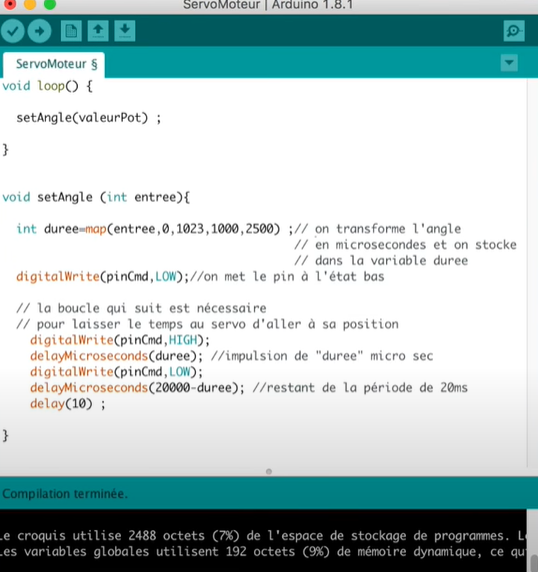 ServoMoteur | Arduino 1.8.1
ServoMoteur §
void loop() {
setAngle(valeurPot) ;
}
void setAngle (int entree){
int duree=map(entree,0,1023,1000,2500) ;// on transforme l'angle
// en microsecondes et on stocke
// dans la variable duree
digitalWrite(pinCmd,LOW);//on met le pin à l'état bas
// la boucle qui suit est nécessaire
// pour laisser le temps au servo d'aller à sa position
digitalWrite(pinCmd,HIGH);
delayMicroseconds(duree); //impulsion de "duree" micro sec
digitalWrite(pinCmd,LOW);
delayMicroseconds(20000-duree); //restant de la période de 20ms
delay(10) ;
}
Compilation terminée.
Le croquis utilise 2488 octets (7%) de l'espace de stockage de programmes.
Les variables globales utilisent 192 octets (9%) de mémoire dynamique, ce